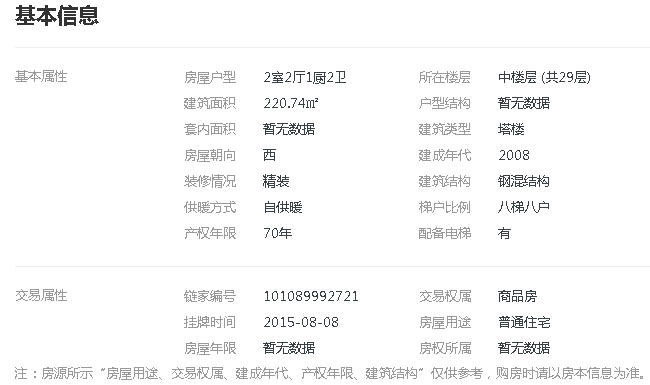 基本信息
基本属性 房屋户型 2室2厅1厨2卫 所在楼层 中楼层 (共29层)
建筑面积 220.74㎡ 户型结构 暂无数据
套内面积 暂无数据 建筑类型 塔楼
房屋朝向 西 建成年代 2008
装修情况 精装 建筑结构 钢混结构
供暖方式 自供暖 梯户比例 八梯八户
产权年限 70年 配备电梯 有
交易属性 链家编号 101089992721 交易权属 商品房
挂牌时间 2015-08-08 房屋用途 普通住宅
房屋年限 暂无数据 房权所属 暂无数据
注：房源所示“房屋用途、交易权属、建成年代、产权年限、建筑结构”仅供参考，购房时请以房本信息为准。